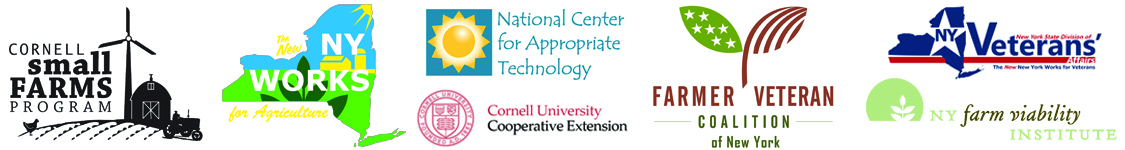 CORNELL
small
FARMS
PROGRAM
The
New
NY
WORKS
for Agriculture
National Center
for Appropriate
Technology
CORNELL UNIVERSITY
Cornell University
Cooperative Extension
FARMER VETERAN
COALITION
of New York
New York State Division of
NY
Veterans'
Affairs
The New New York Works for Veterans
NY farm viability
INSTITUTE